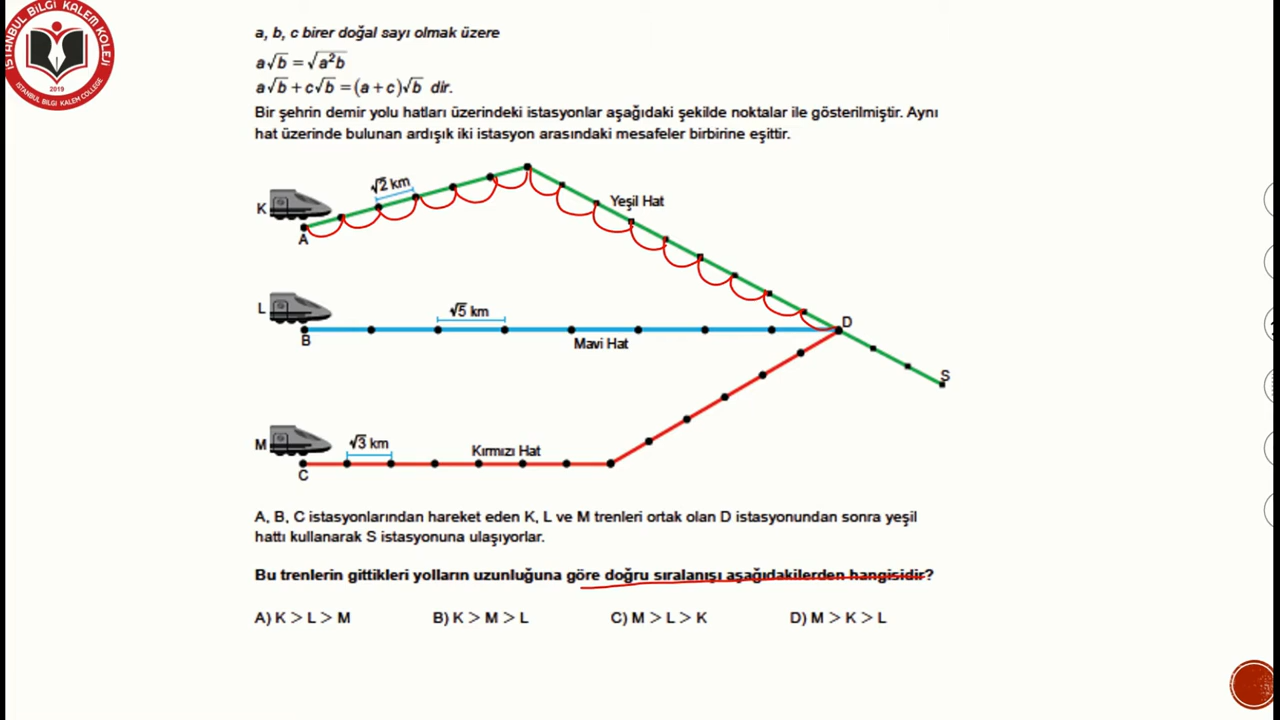 İSTANBUL BİLGİ KALEM KOLEJİ
2019
ISTANBUL BILGI KALEM COLLEGE
a, b, c birer doğal sayı olmak üzere
a√b = √a²b
a√b + c√b = (a + c)√b dir.
Bir şehrin demir yolu hatları üzerindeki istasyonlar aşağıdaki şekilde noktalar ile gösterilmiştir. Aynı
hat üzerinde bulunan ardışık iki istasyon arasındaki mesafeler birbirine eşittir.
√2 km
K
Yeşil Hat
A
L
√5 km
D
B
Mavi Hat
S
M
√3 km
Kırmızı Hat
C
A, B, C istasyonlarından hareket eden K, L ve M trenleri ortak olan D istasyonundan sonra yeşil
hattı kullanarak S istasyonuna ulaşıyorlar.
Bu trenlerin gittikleri yolların uzunluğuna göre doğru sıralanışı aşağıdakilerden hangisidir?
A) K > L > M B) K > M > L C) M > L > K D) M > K > L